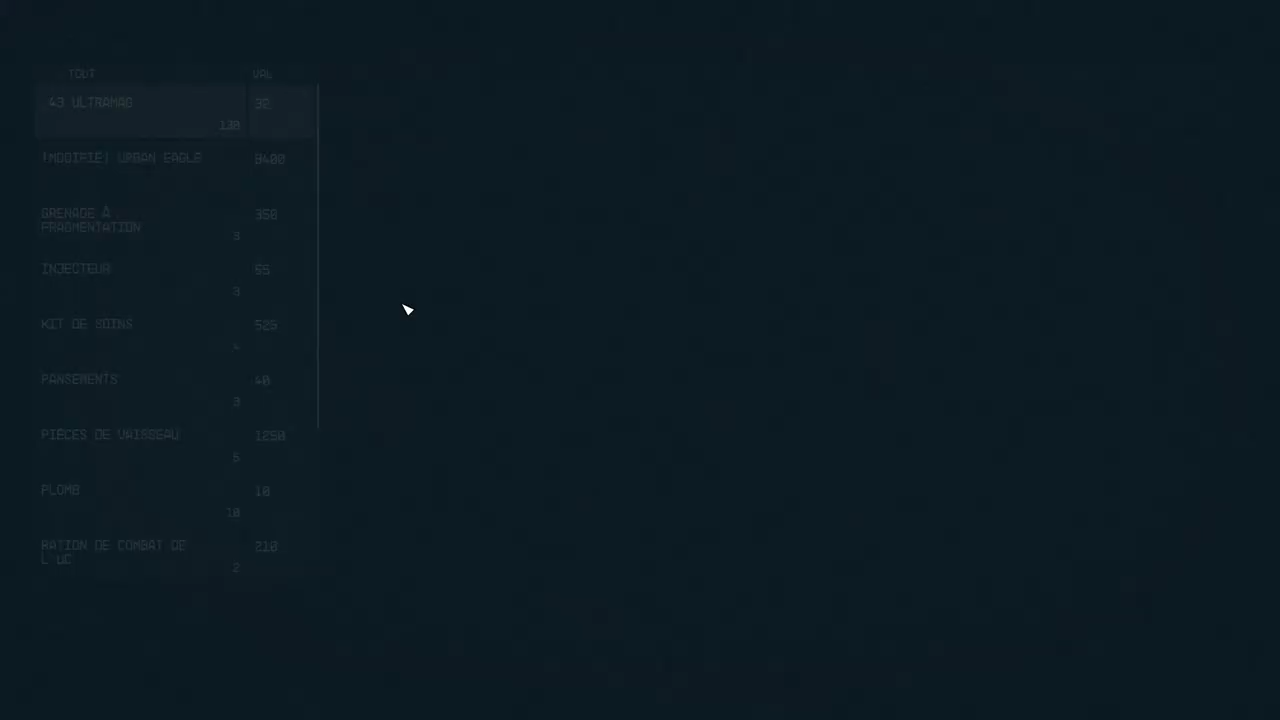 TOUT VAL
.43 ULTRAMAG 32
130
[MODIFIÉ] URBAN EAGLE
GRENADE À 350
FRAGMENTATION
3
INJECTEUR 55
3
KIT DE SOINS 525
4
PANSEMENTS 40
3
PIÈCES DE VAISSEAU 1250
5
PLOMB 10
10
RATION DE COMBAT DE 210
L'UC
2